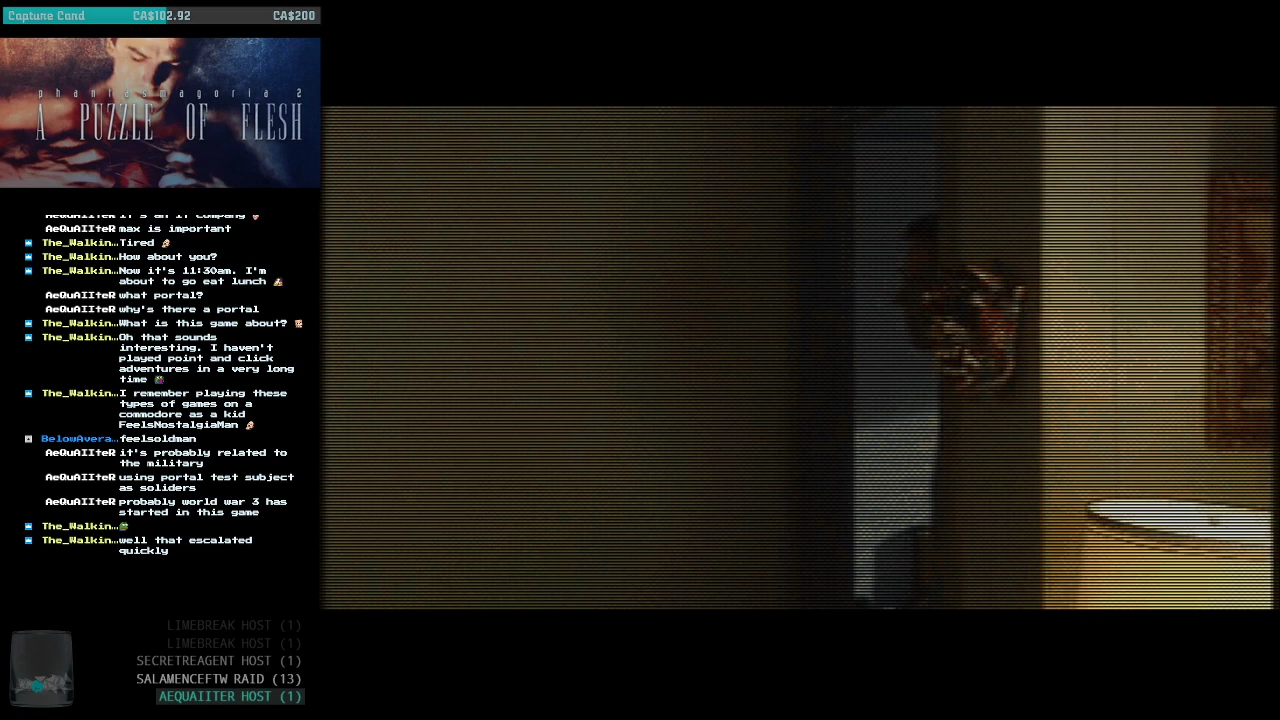 Capture Card CA$102.92 CA$200
phantasmagoria 2
A PUZZLE OF FLESH
AeQuAIIteR it's an IT company
AeQuAIIteR max is important
The_Walkin… Tired
The_Walkin… How about you?
The_Walkin… Now it's 11:30am. I'm
about to go eat lunch
AeQuAIIteR what portal?
AeQuAIIteR why's there a portal
The_Walkin… What is this game about?
The_Walkin… Oh that sounds
interesting. I haven't
played point and click
adventures in a very long
time
The_Walkin… I remember playing these
types of games on a
commodore as a kid
FeelsNostalgiaMan
BelowAvera… feelsoldman
AeQuAIIteR it's probably related to
the military
AeQuAIIteR using portal test subject
as soliders
AeQuAIIteR probably world war 3 has
started in this game
The_Walkin…
The_Walkin… well that escalated
quickly
LIMEBREAK HOST (1)
LIMEBREAK HOST (1)
SECRETREAGENT HOST (1)
SALAMENCEFTW RAID (13)
AEQUAIITER HOST (1)